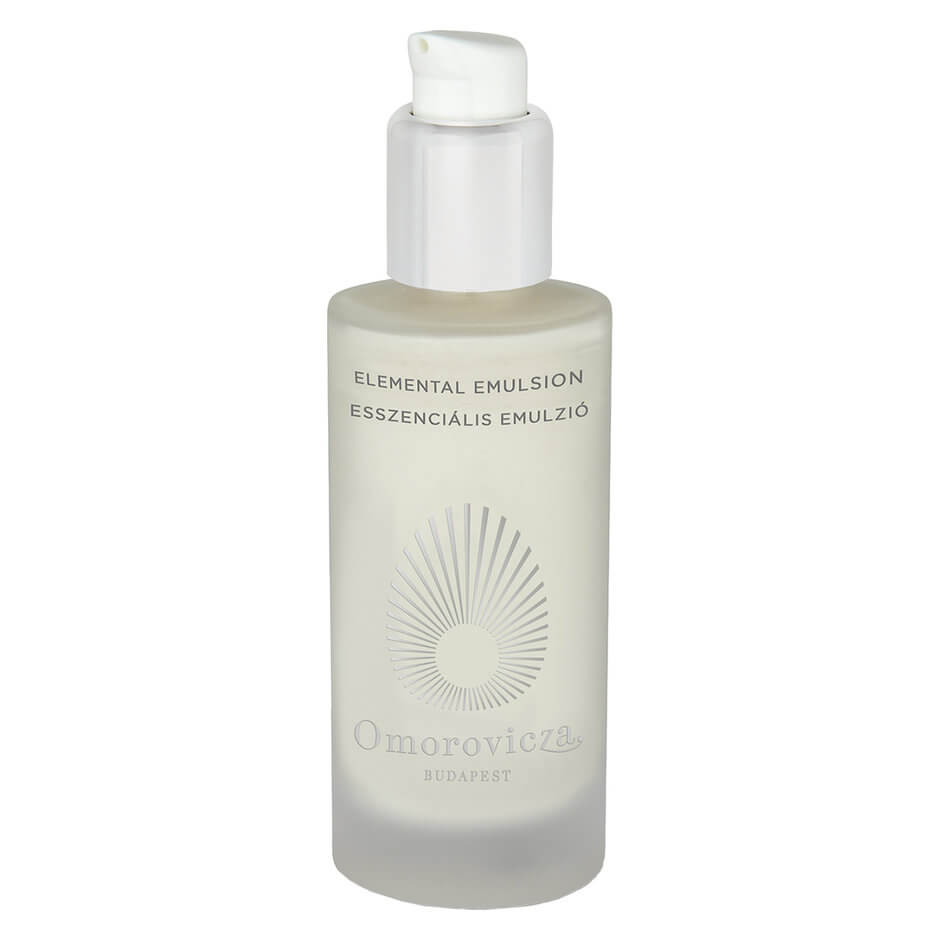 ELEMENTAL EMULSION
ESSZENCIÁLIS EMULZIÓ
Omorovicza
BUDAPEST